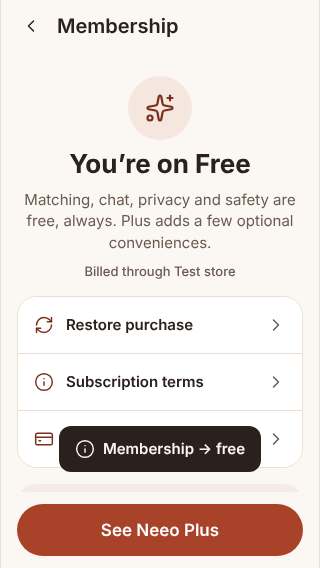 Membership
You’re on Free
Matching, chat, privacy and safety are
free, always. Plus adds a few optional
conveniences.
Billed through Test store
Restore purchase
Subscription terms
Membership → free
See Neeo Plus